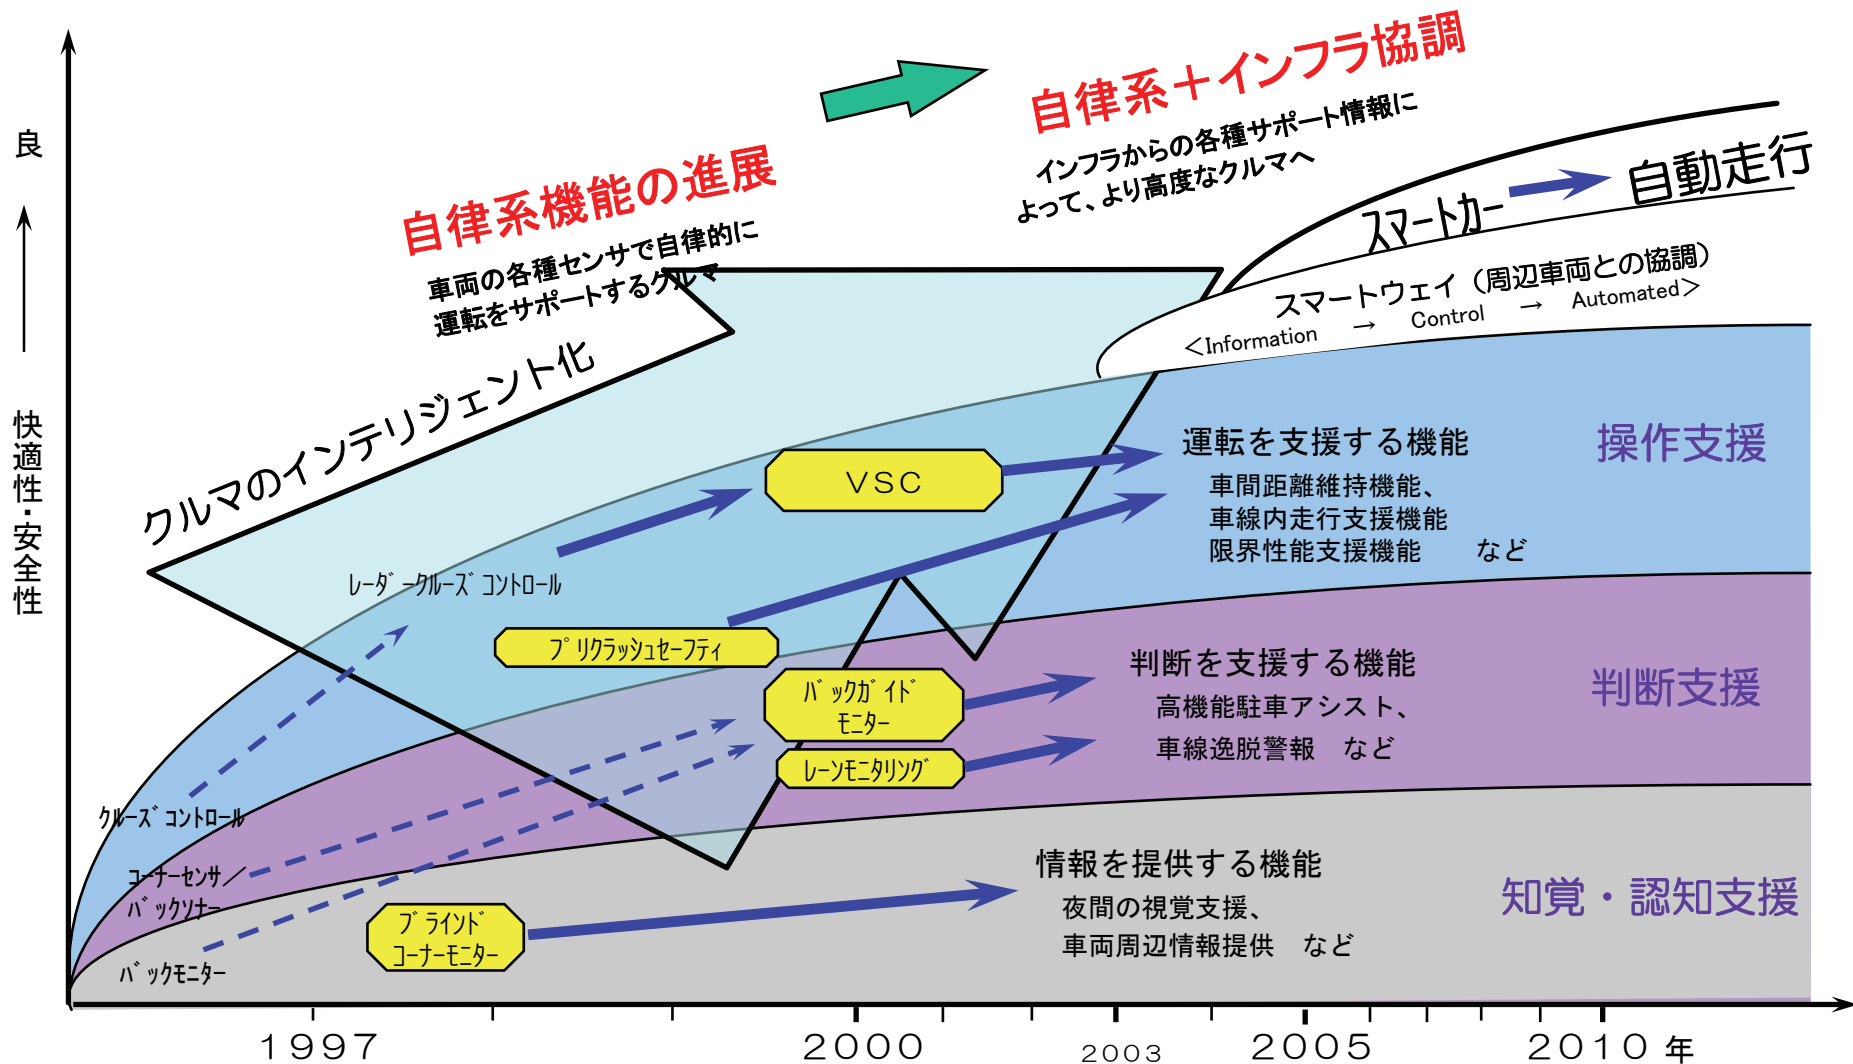 自律系+インフラ協調
インフラからの各種サポート情報に
よって、より高度なクルマへ
自律系機能の進展
車両の各種センサで自律的に
運転をサポートするクルマ
クルマのインテリジェント化
スマートカー
自動走行
スマートウェイ(周辺車両との協調)
<Information → Control → Automated>
良
快適性・安全性
VSC
運転を支援する機能
車間距離維持機能、
車線内走行支援機能
限界性能支援機能 など
操作支援
レーダークルーズコントロール
プリクラッシュセーフティ
バックガイド
モニター
レーンモニタリング
判断を支援する機能
高機能駐車アシスト、
車線逸脱警報 など
判断支援
クルーズコントロール
コーナーセンサ/
バックソナー
バックモニター
ブラインド
コーナーモニター
情報を提供する機能
夜間の視覚支援、
車両周辺情報提供 など
知覚・認知支援
1997 2000 2003 2005 2010 年